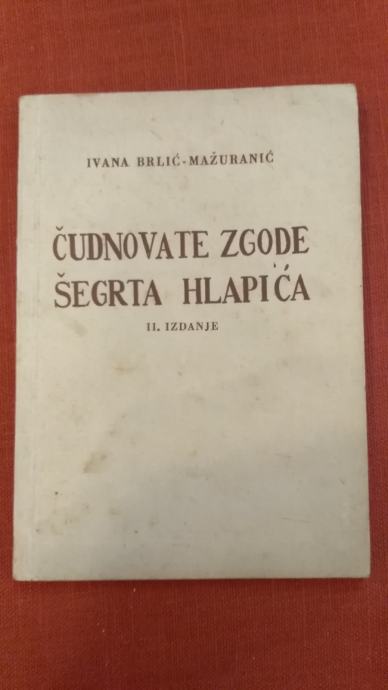 IVANA BRLIĆ-MAŽURANIĆ
ČUDNOVATE ZGODE
ŠEGRTA HLAPIĆA
II. IZDANJE